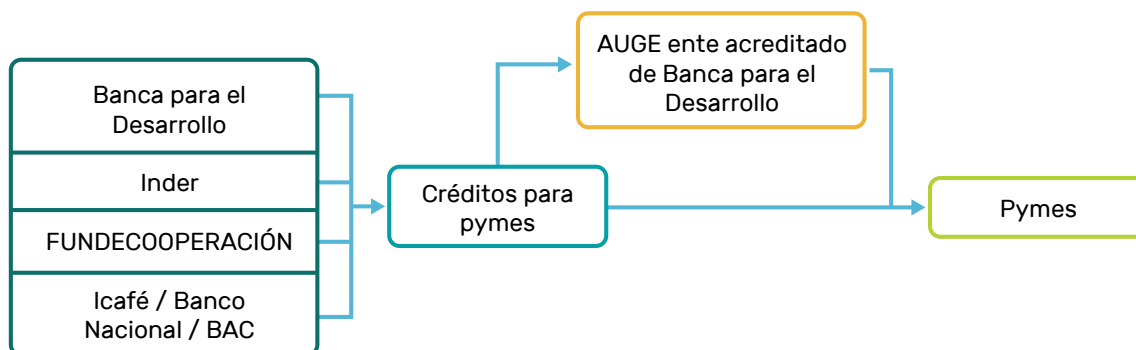 Banca para el
Desarrollo
Inder
FUNDECOOPERACIÓN
Icafé / Banco
Nacional / BAC
Créditos para
pymes
AUGE ente acreditado
de Banca para el
Desarrollo
Pymes